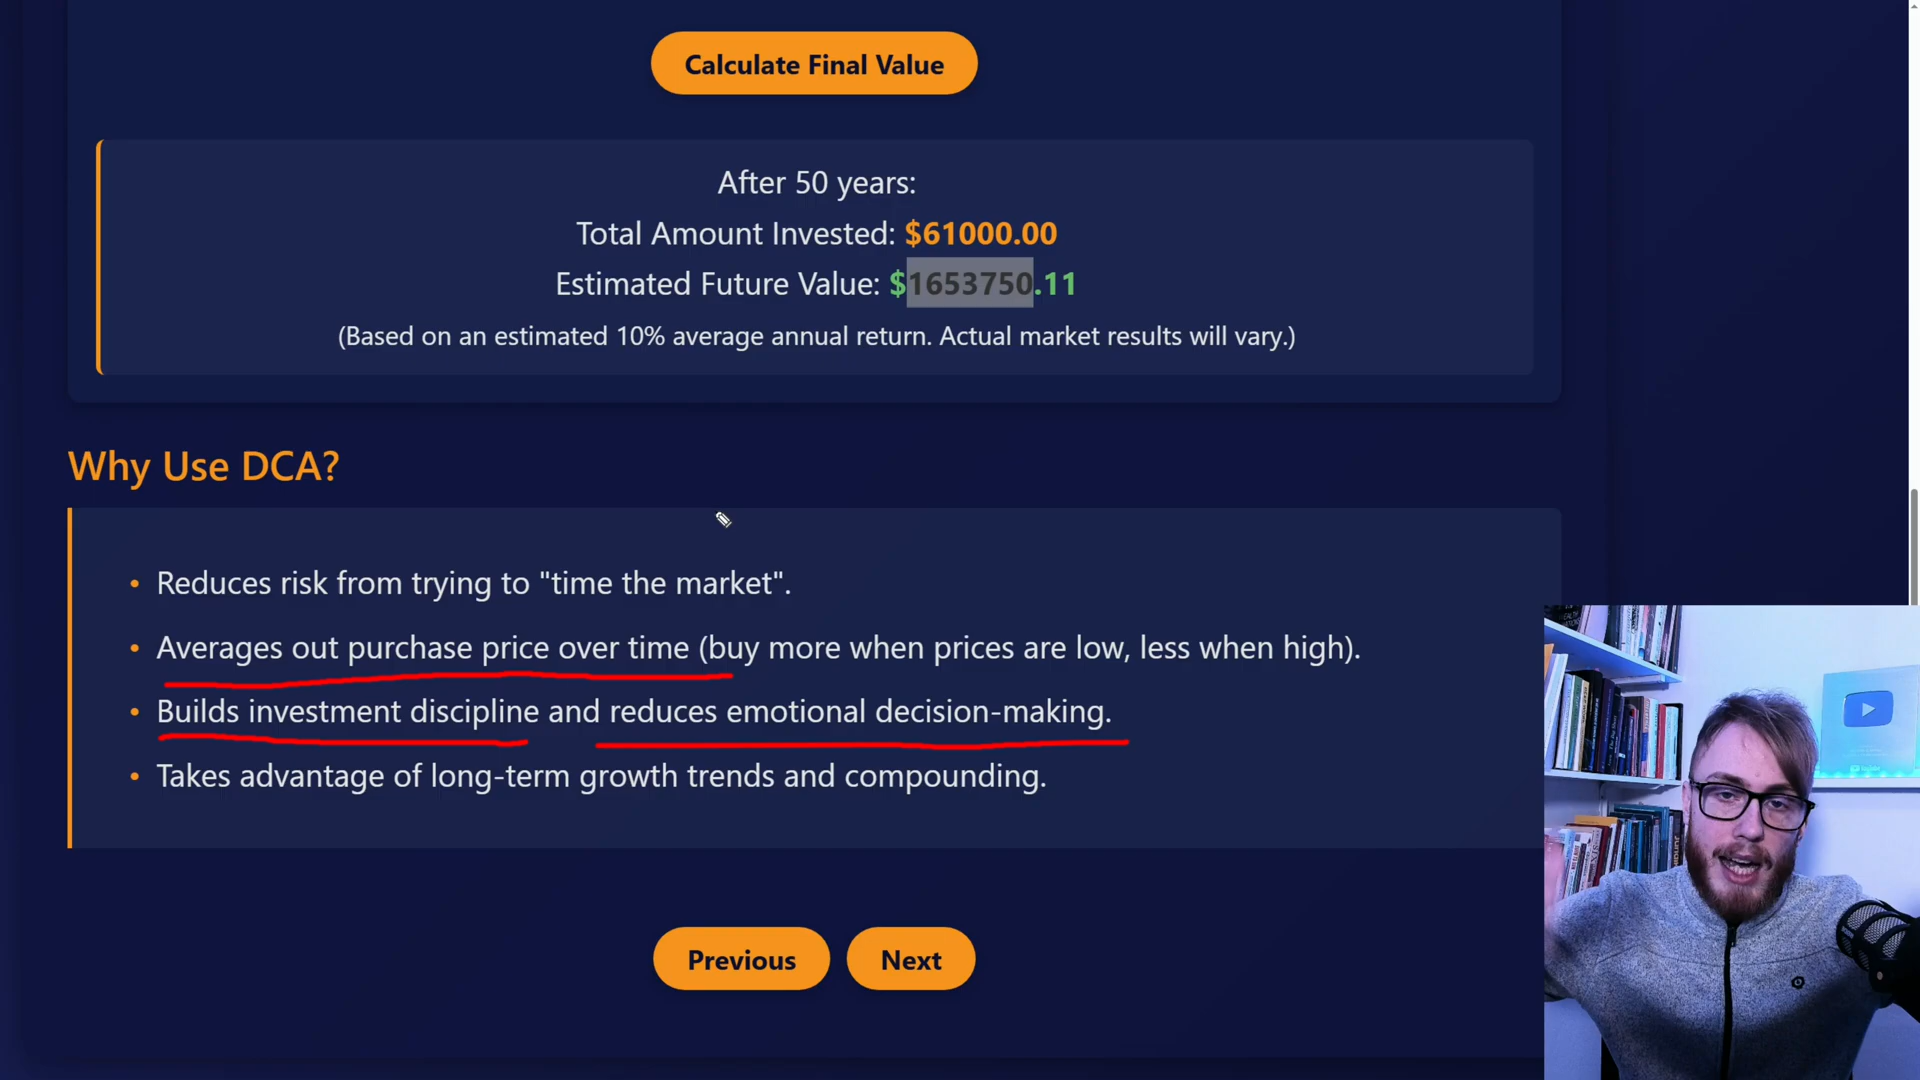 Calculate Final Value
After 50 years:
Total Amount Invested: $61000.00
Estimated Future Value: $1653750.11
(Based on an estimated 10% average annual return. Actual market results will vary.)
Why Use DCA?
• Reduces risk from trying to "time the market".
• Averages out purchase price over time (buy more when prices are low, less when high).
• Builds investment discipline and reduces emotional decision-making.
• Takes advantage of long-term growth trends and compounding.
Previous
Next